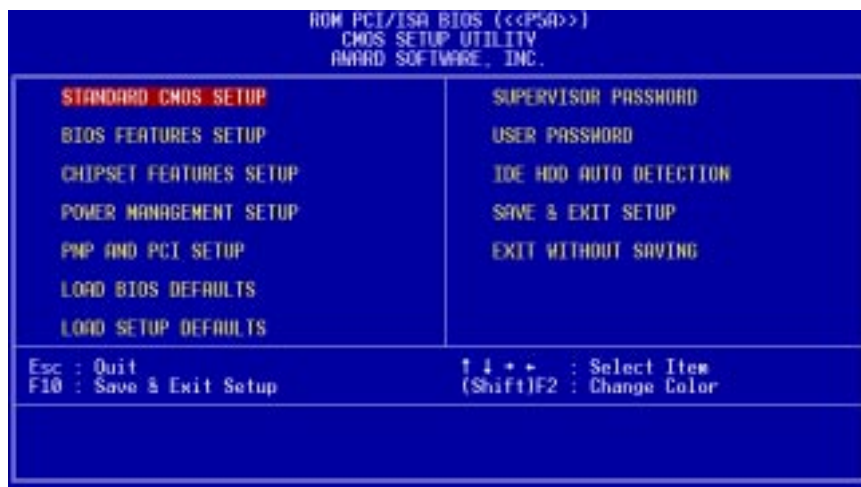 ROM PCI/ISA BIOS (<<P5A>>)
CMOS SETUP UTILITY
AWARD SOFTWARE, INC.
STANDARD CMOS SETUP
BIOS FEATURES SETUP
CHIPSET FEATURES SETUP
POWER MANAGEMENT SETUP
PNP AND PCI SETUP
LOAD BIOS DEFAULTS
LOAD SETUP DEFAULTS
SUPERVISOR PASSWORD
USER PASSWORD
IDE HDD AUTO DETECTION
SAVE & EXIT SETUP
EXIT WITHOUT SAVING
Esc : Quit
F10 : Save & Exit Setup
↑ ↓ → ← : Select Item
(Shift)F2 : Change Color